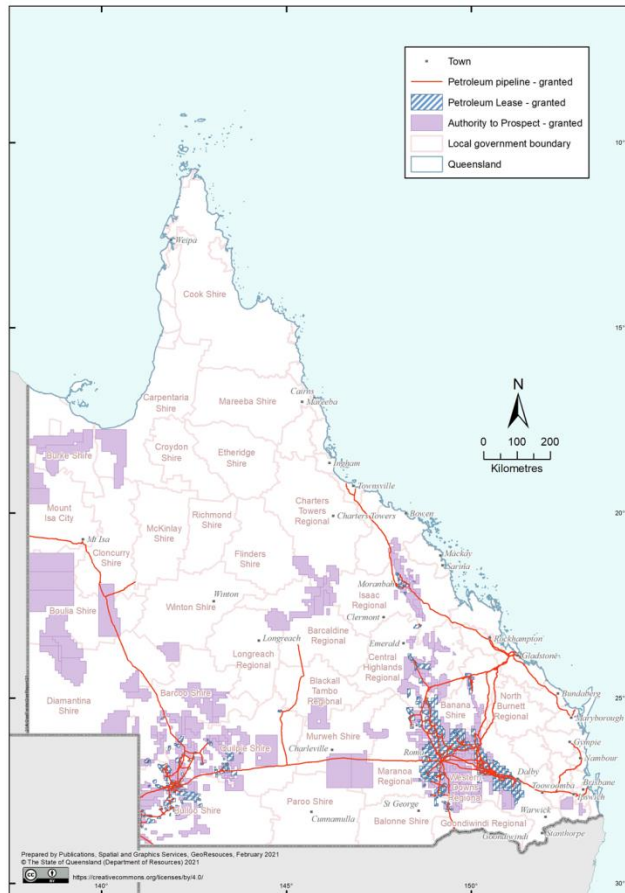 Town
Petroleum pipeline - granted
Petroleum Lease - granted
Authority to Prospect - granted
Local government boundary
Queensland
10°
15°
20°
25°
30°
140°
145°
150°
N
0 100 200
Kilometres
Weipa
Cook Shire
Carpentaria
Shire
Mareeba Shire
Cairns
Mareeba
Croydon
Shire
Etheridge
Shire
Burke Shire
Ingham
Townsville
Mount
Isa City
Mt Isa
McKinlay
Shire
Richmond
Shire
Flinders
Shire
Charters
Towers
Regional
Charters Towers
Bowen
Cloncurry
Shire
Mackay
Sarina
Moranbah
Isaac
Regional
Boulia Shire
Winton
Winton Shire
Clermont
Longreach
Longreach
Regional
Barcaldine
Regional
Emerald
Central
Highlands
Regional
Rockhampton
Gladstone
Diamantina
Shire
Barcoo Shire
Blackall
Tambo
Regional
Banana
Shire
North
Burnett
Regional
Bundaberg
Maryborough
Quilpie Shire
Charleville
Murweh Shire
Maranoa
Regional
Roma
Western
Downs
Regional
Dalby
Gympie
Nambour
Toowoomba
Brisbane
Ipswich
Bulloo Shire
Paroo Shire
Cunnamulla
St George
Balonne Shire
Goondiwindi Regional
Goondiwindi
Warwick
Stanthorpe
Prepared by Publications, Spatial and Graphics Services, GeoResouces, February 2021
© The State of Queensland (Department of Resources) 2021
https://creativecommons.org/licenses/by/4.0/